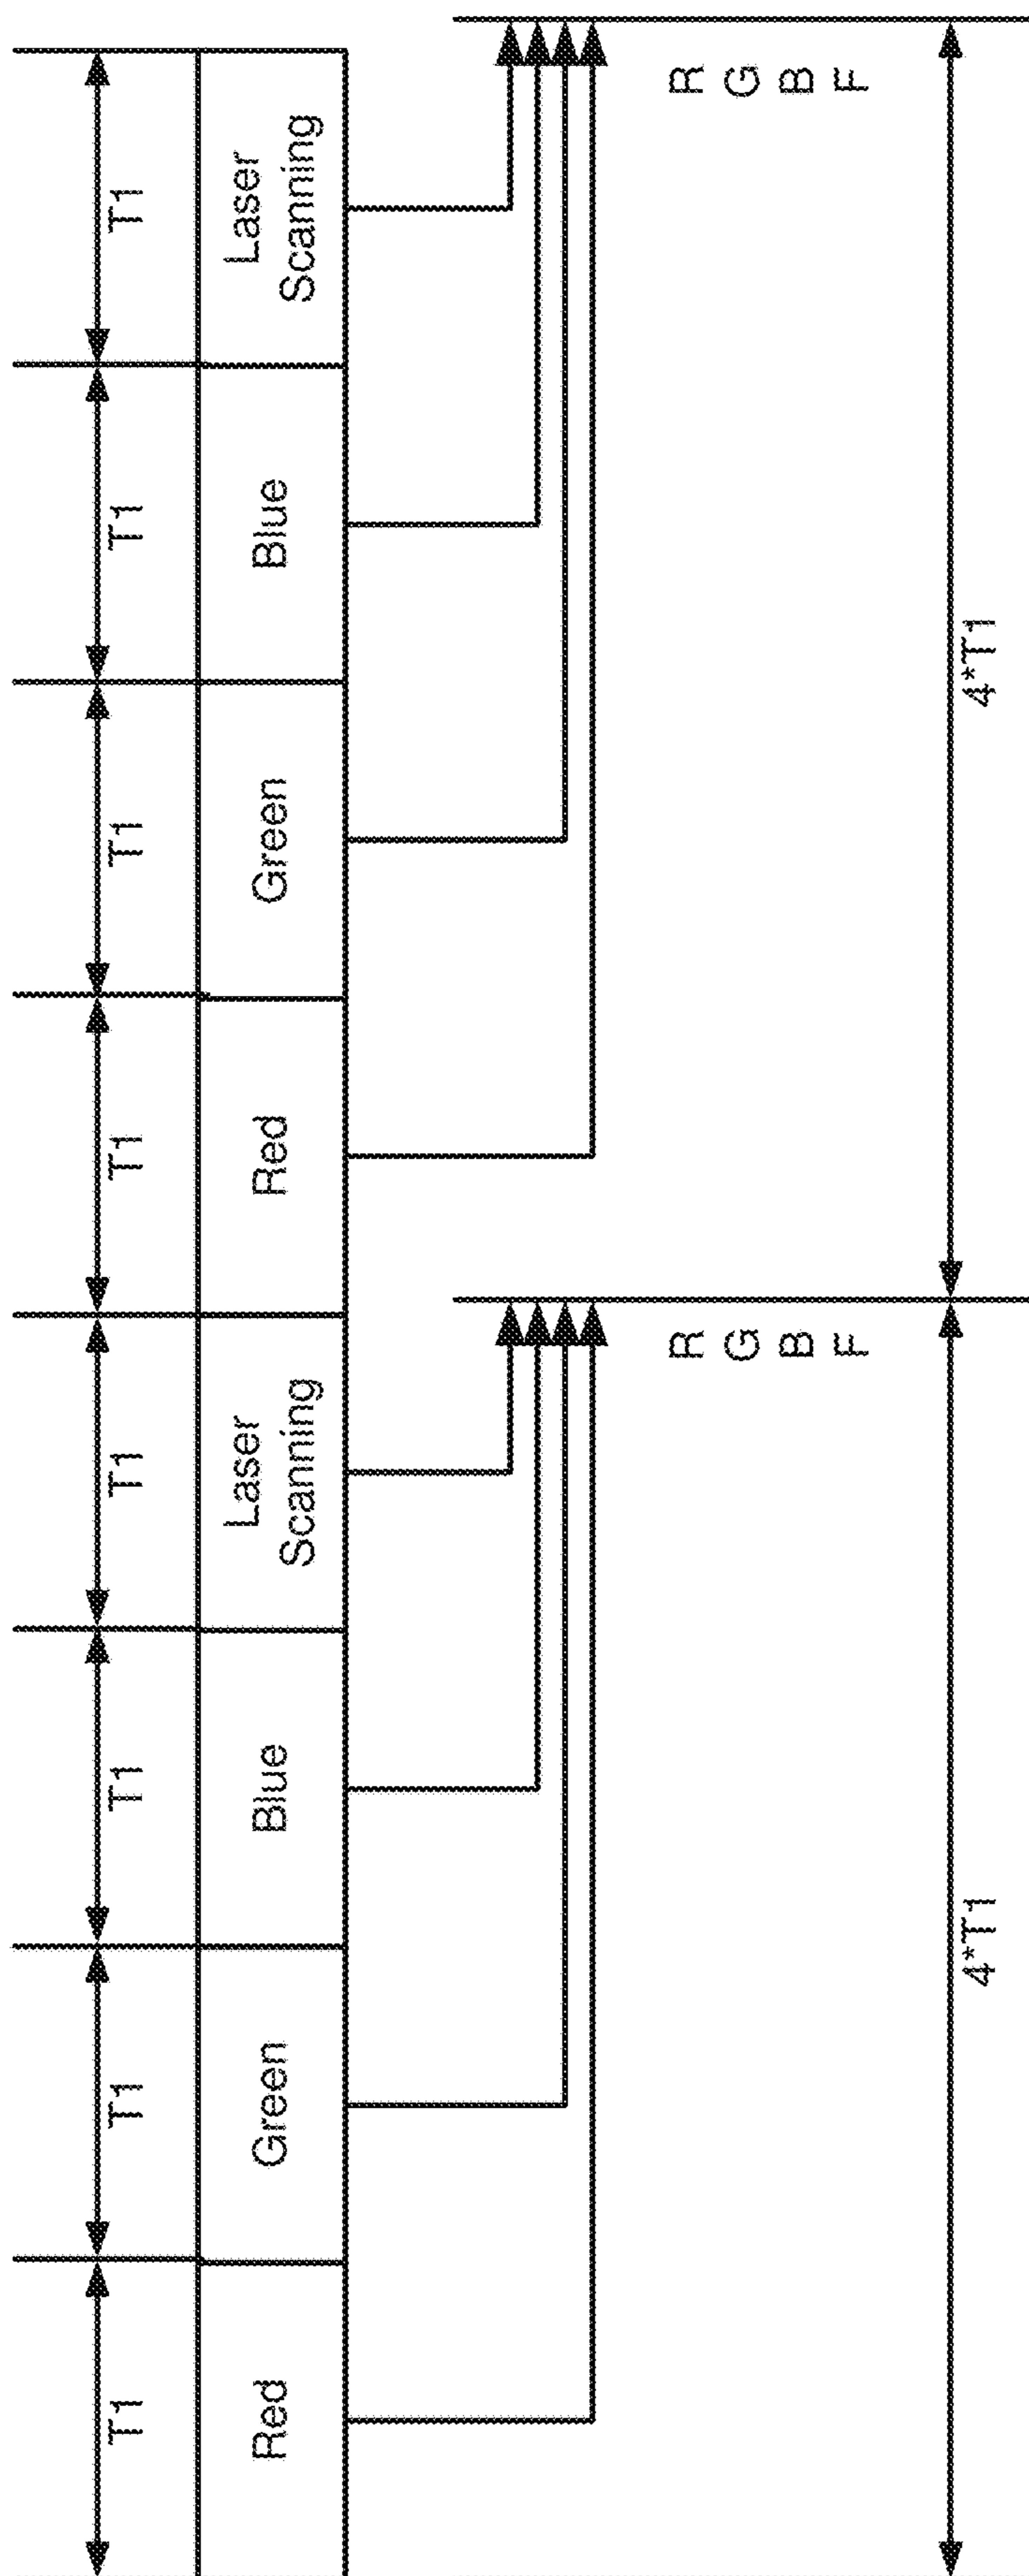 T1
T1
T1
T1
T1
T1
T1
T1
Red
Green
Blue
Laser
Scanning
Red
Green
Blue
Laser
Scanning
R
G
B
F
R
G
B
F
4*T1
4*T1